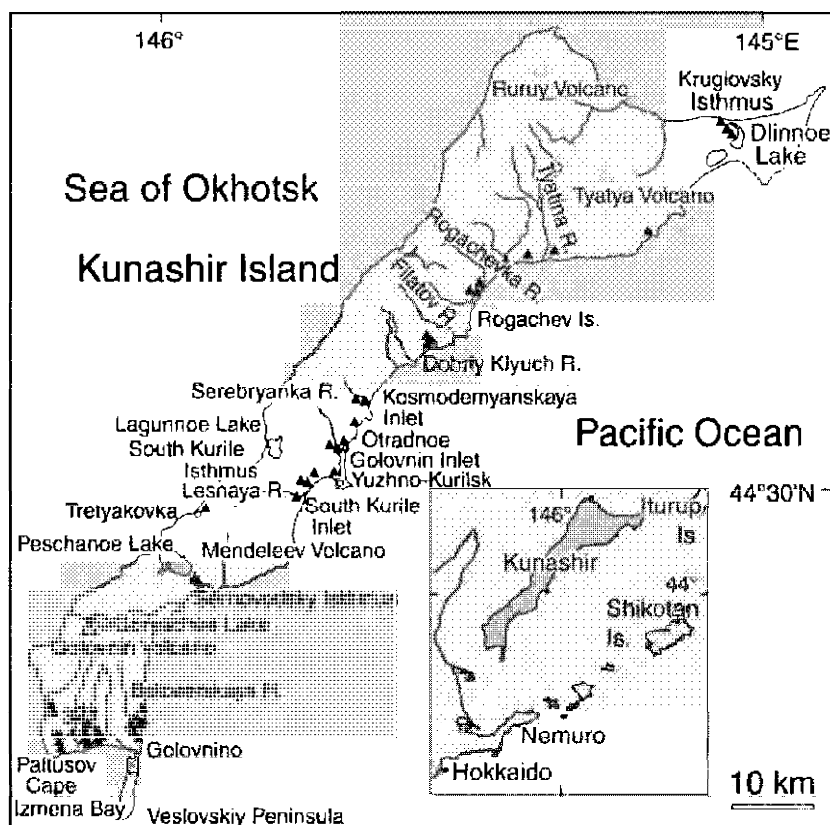 146°
145°E
Kruglovsky
Isthmus
Ruruy Volcano
Dlinnoe
Lake
Sea of Okhotsk
Tyatina R.
Tyatya Volcano
Rogachevka R.
Kunashir Island
Filatov R.
Rogachev Is.
Dobriy Klyuch R.
Serebryanka R.
Kosmodemyanskaya
Inlet
Lagunnoe Lake
Otradnoe
Pacific Ocean
South Kurile
Isthmus
Golovnin Inlet
Yuzhno-Kurilsk
Lesnaya R.
44°30'N
Tretyakovka
South Kurile
Inlet
146°
Iturup
Is
Peschanoe Lake
Mendeleev Volcano
Kunashir
44°
Shikotan
Is.
Golovnino
Nemuro
Paltusov
Cape
Hokkaido
Izmena Bay
Veslovskiy Peninsula
10 km